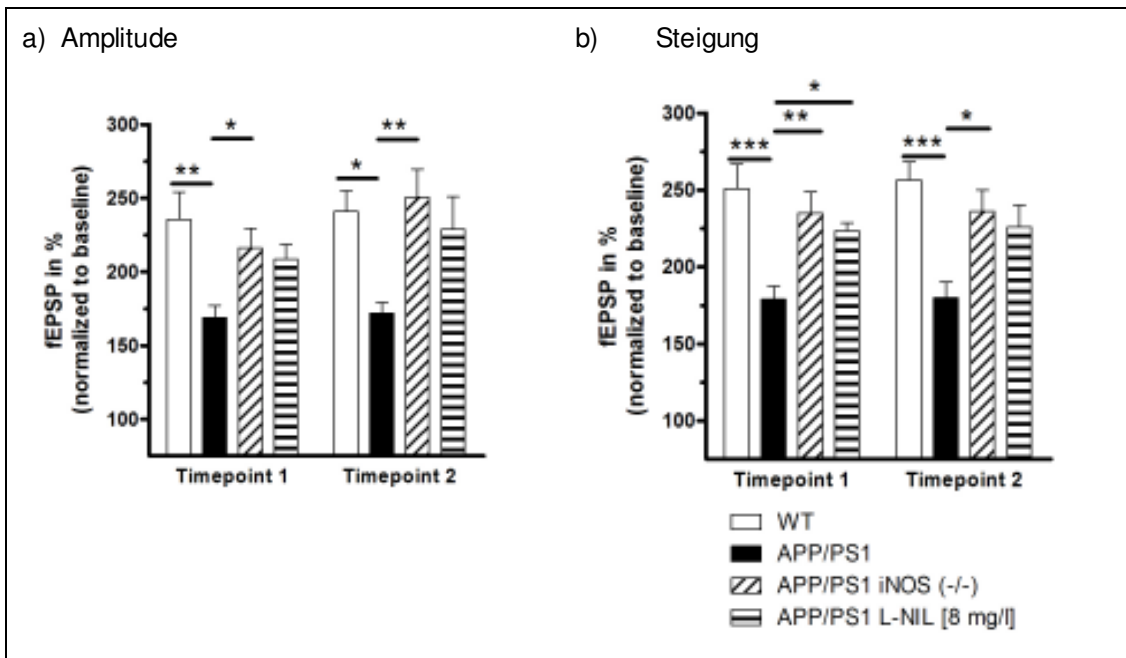 a) Amplitude
b) Steigung
fEPSP in %
(normalized to baseline)
300
250
200
150
100
**
*
*
**
Timepoint 1
Timepoint 2
fEPSP in %
(normalized to baseline)
300
250
200
150
100
***
**
*
***
*
Timepoint 1
Timepoint 2
WT
APP/PS1
APP/PS1 iNOS (-/-)
APP/PS1 L-NIL [8 mg/l]